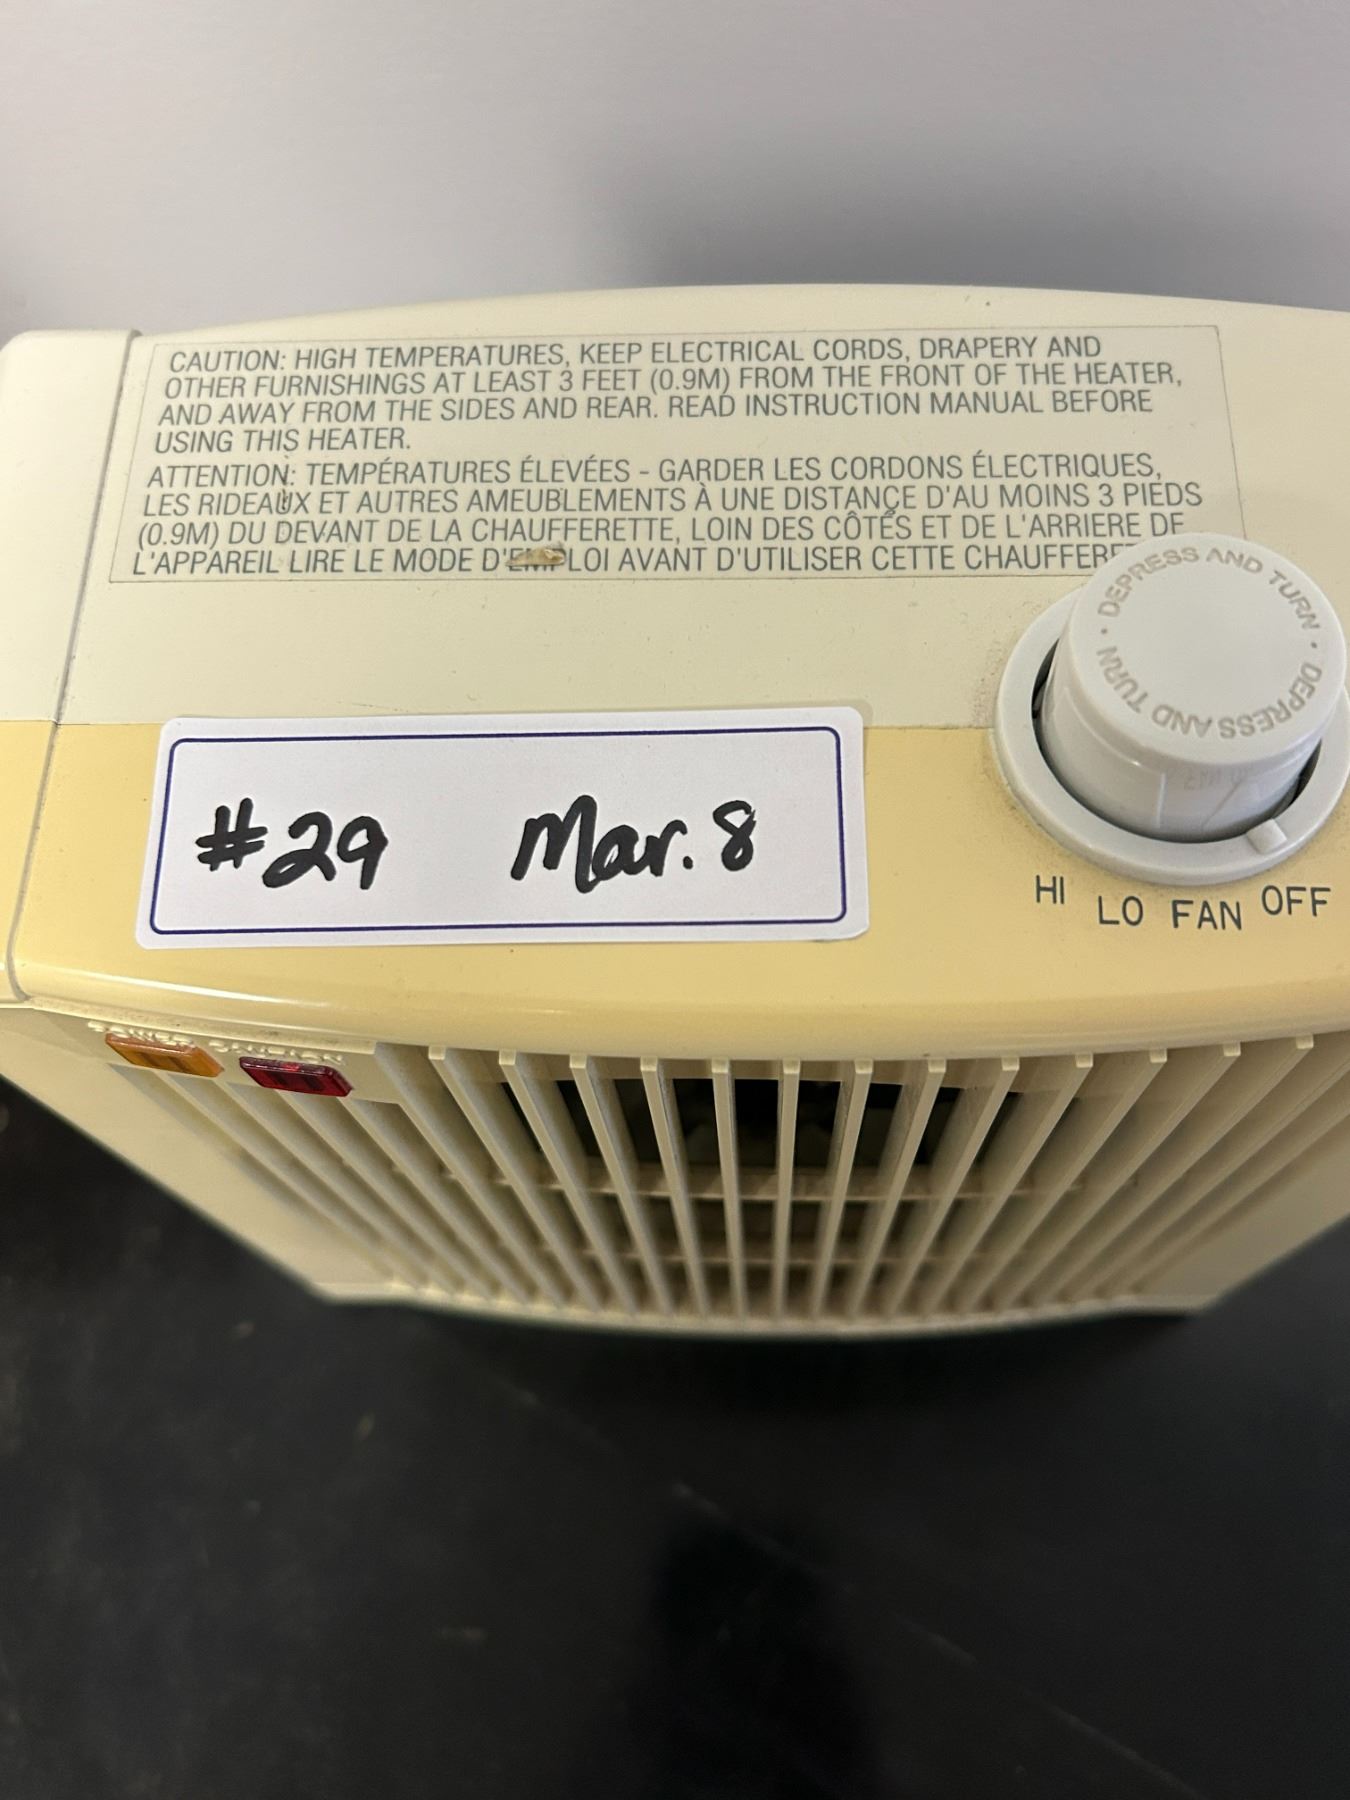 CAUTION: HIGH TEMPERATURES, KEEP ELECTRICAL CORDS, DRAPERY AND
OTHER FURNISHINGS AT LEAST 3 FEET (0.9M) FROM THE FRONT OF THE HEATER,
AND AWAY FROM THE SIDES AND REAR. READ INSTRUCTION MANUAL BEFORE
USING THIS HEATER.
ATTENTION: TEMPÉRATURES ÉLEVÉES - GARDER LES CORDONS ÉLECTRIQUES,
LES RIDEAUX ET AUTRES AMEUBLEMENTS À UNE DISTANCE D'AU MOINS 3 PIEDS
(0.9M) DU DEVANT DE LA CHAUFFERETTE, LOIN DES CÔTÉS ET DE L'ARRIERE DE
L'APPAREIL LIRE LE MODE D'EMPLOI AVANT D'UTILISER CETTE
DEPRESS AND TURN · DEPRESS AND TURN ·
#29 Mar. 8
HI LO FAN OFF
POWER CAUTION